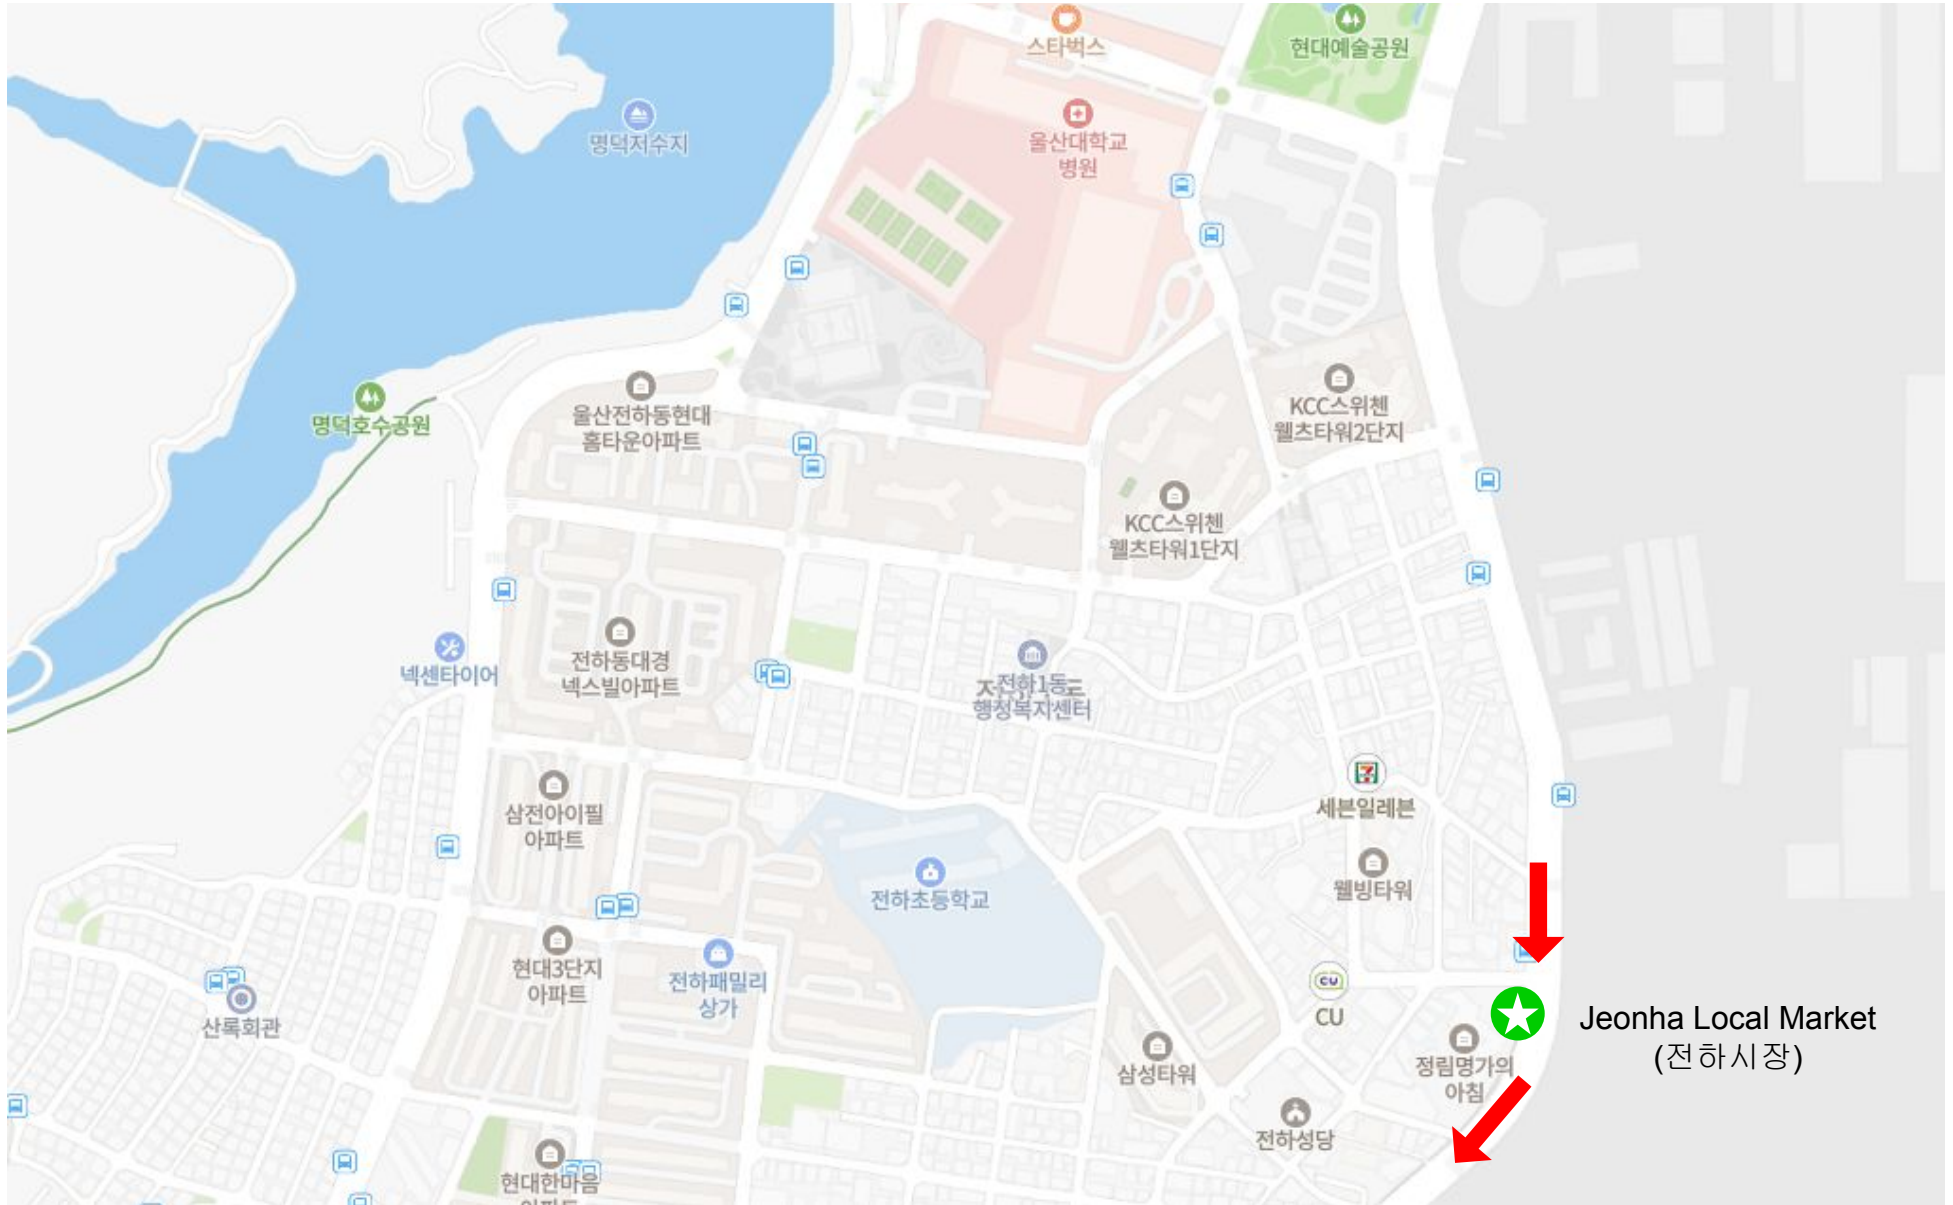 스타벅스
현대예술공원
명덕저수지
울산대학교
병원
명덕호수공원
울산전하동현대
홈타운아파트
KCC스위첸
웰츠타워2단지
KCC스위첸
웰츠타워1단지
넥센타이어
전하동대경
넥스빌아파트
전하1동
행정복지센터
세븐일레븐
삼전아이필
아파트
전하초등학교
웰빙타워
현대3단지
아파트
전하패밀리
상가
산록회관
CU
CU
삼성타워
정림명가의
아침
Jeonha Local Market
(전하시장)
전하성당
현대한마음